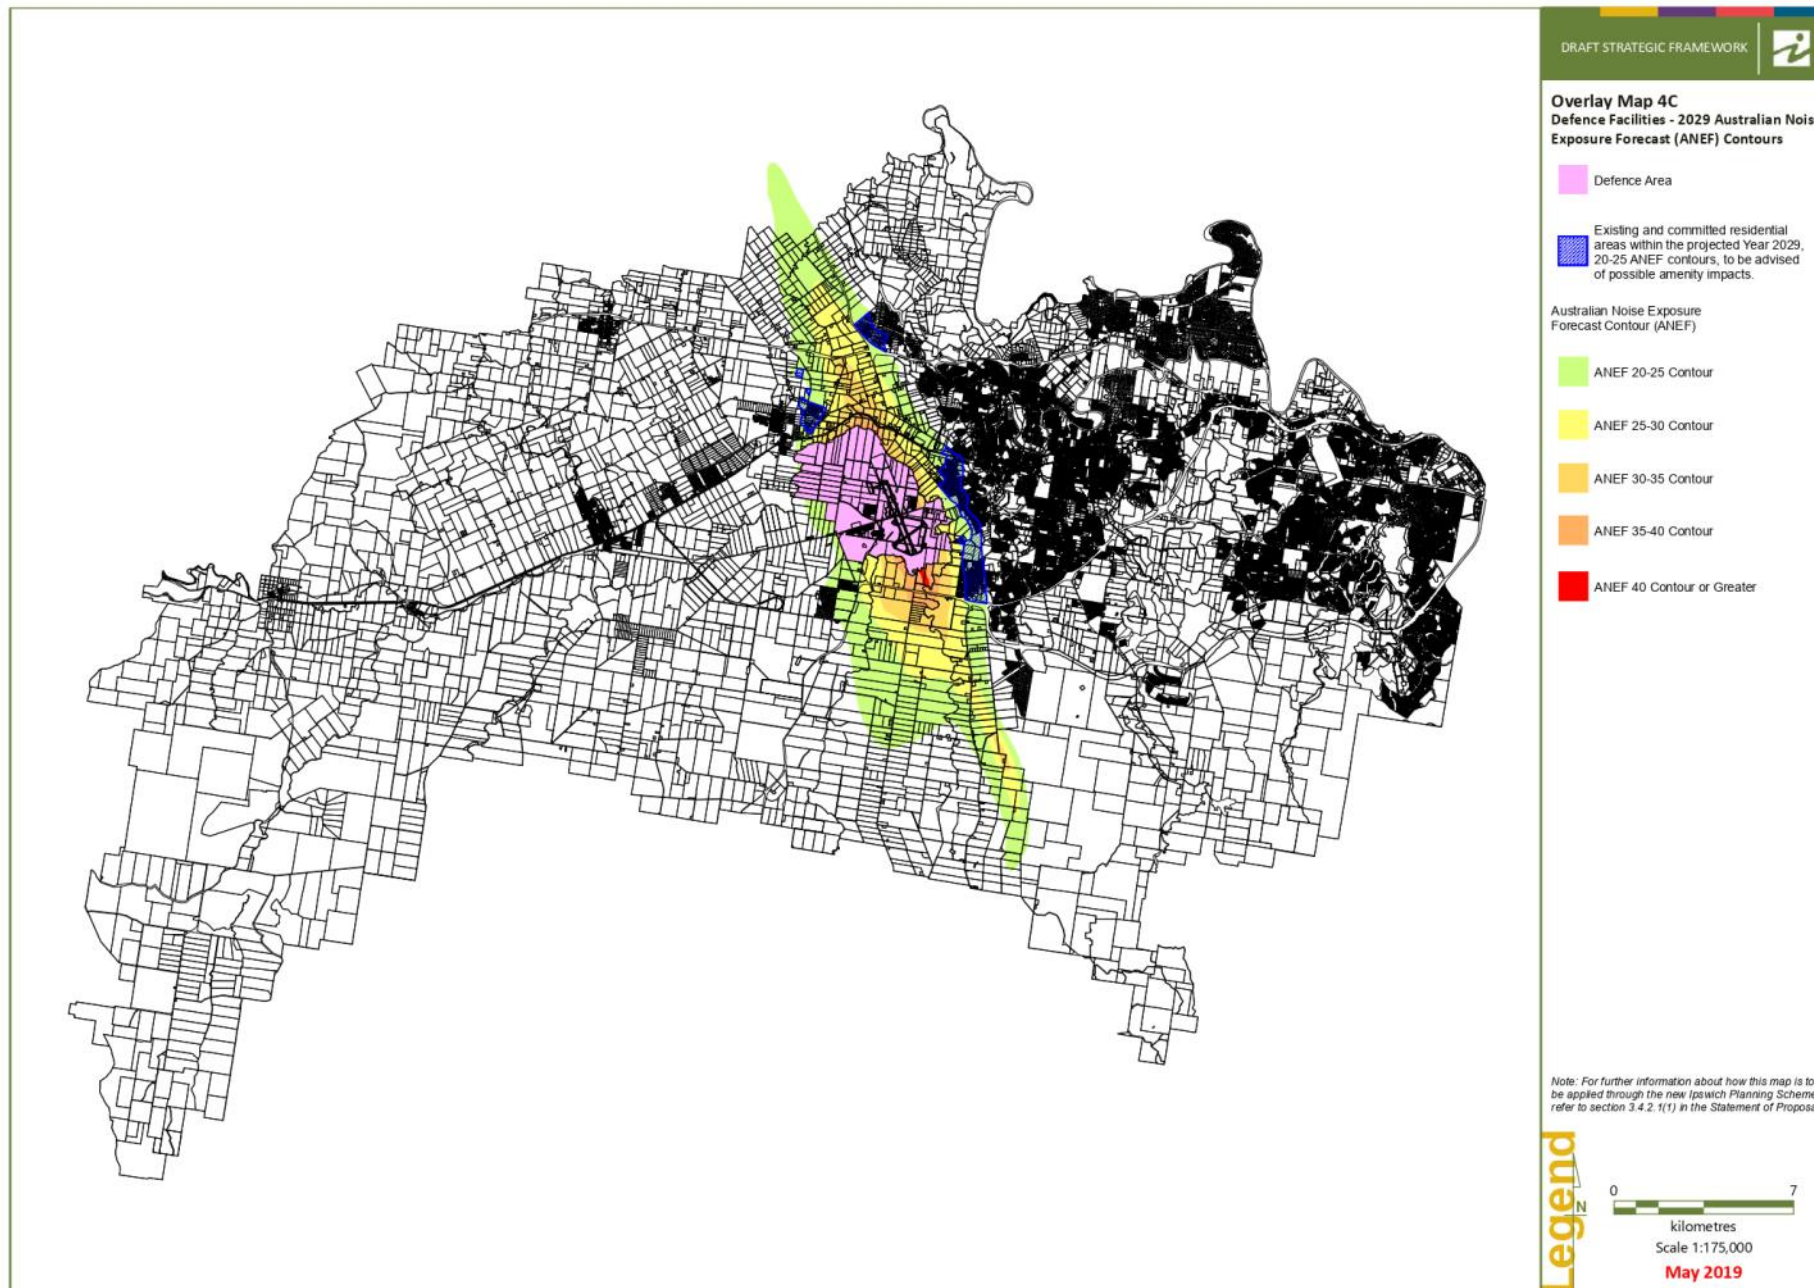 DRAFT STRATEGIC FRAMEWORK
Overlay Map 4C
Defence Facilities - 2029 Australian Nois
Exposure Forecast (ANEF) Contours
Defence Area
Existing and committed residential
areas within the projected Year 2029,
20-25 ANEF contours, to be advised
of possible amenity impacts.
Australian Noise Exposure
Forecast Contour (ANEF)
ANEF 20-25 Contour
ANEF 25-30 Contour
ANEF 30-35 Contour
ANEF 35-40 Contour
ANEF 40 Contour or Greater
Note: For further information about how this map is to
be applied through the new Ipswich Planning Scheme
refer to section 3.4.2.1(1) in the Statement of Proposa
Legend
N
0 7
kilometres
Scale 1:175,000
May 2019